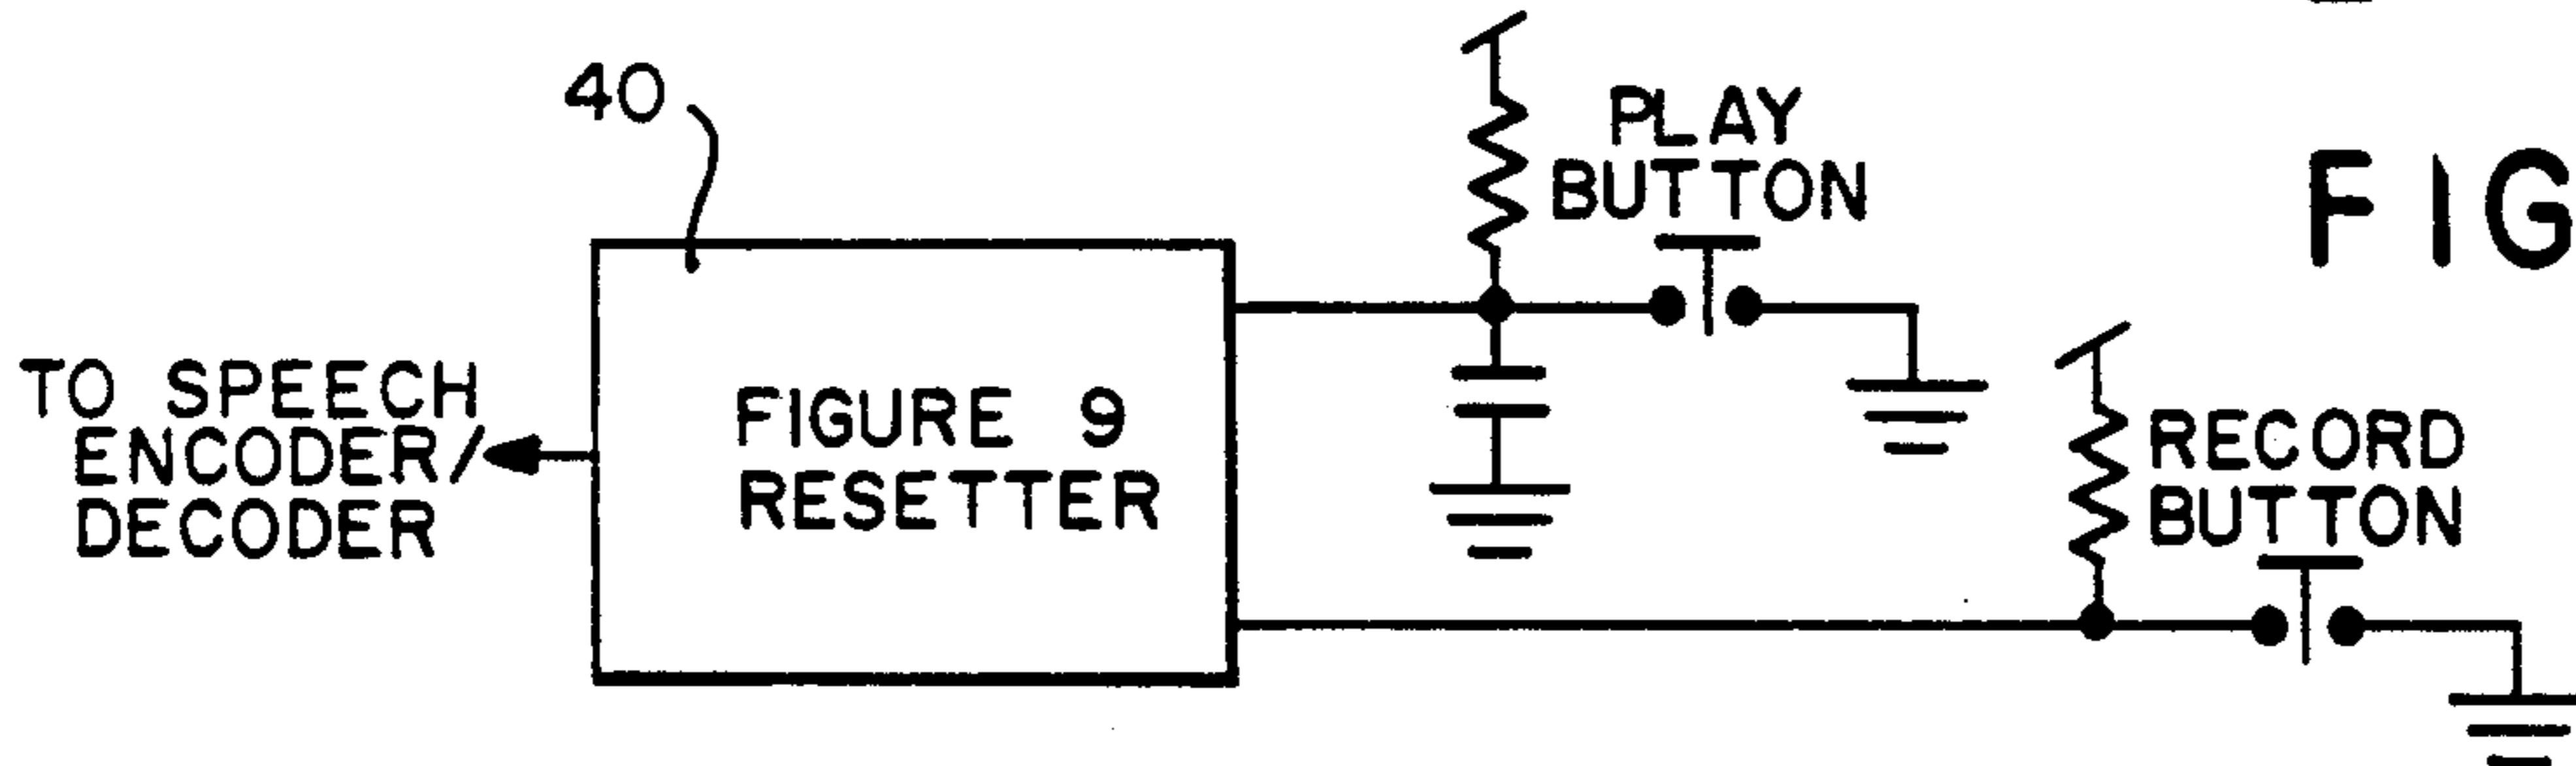 40
PLAY
BUTTON
FIG
TO SPEECH
ENCODER/
DECODER
FIGURE 9
RESETTER
RECORD
BUTTON